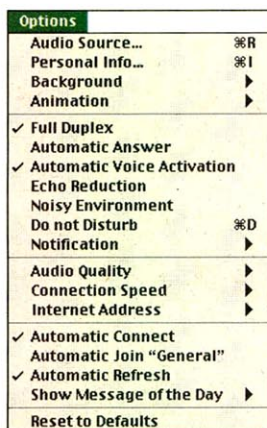 Options
Audio Source... ⌘R
Personal Info... ⌘I
Background
Animation
✓ Full Duplex
Automatic Answer
✓ Automatic Voice Activation
Echo Reduction
Noisy Environment
Do not Disturb ⌘D
Notification
Audio Quality
Connection Speed
Internet Address
✓ Automatic Connect
Automatic Join “General”
✓ Automatic Refresh
Show Message of the Day
Reset to Defaults